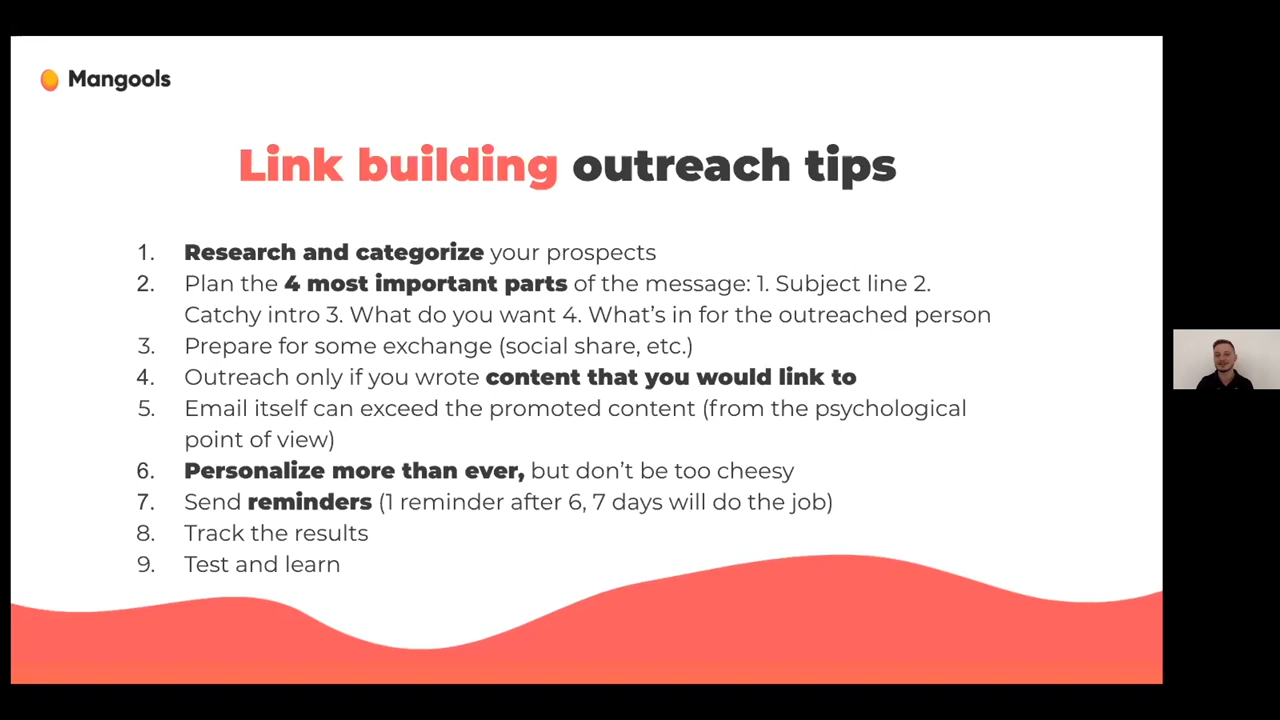 Mangools
Link building outreach tips
1. Research and categorize your prospects
2. Plan the 4 most important parts of the message: 1. Subject line 2.
Catchy intro 3. What do you want 4. What's in for the outreached person
3. Prepare for some exchange (social share, etc.)
4. Outreach only if you wrote content that you would link to
5. Email itself can exceed the promoted content (from the psychological
point of view)
6. Personalize more than ever, but don't be too cheesy
7. Send reminders (1 reminder after 6, 7 days will do the job)
8. Track the results
9. Test and learn